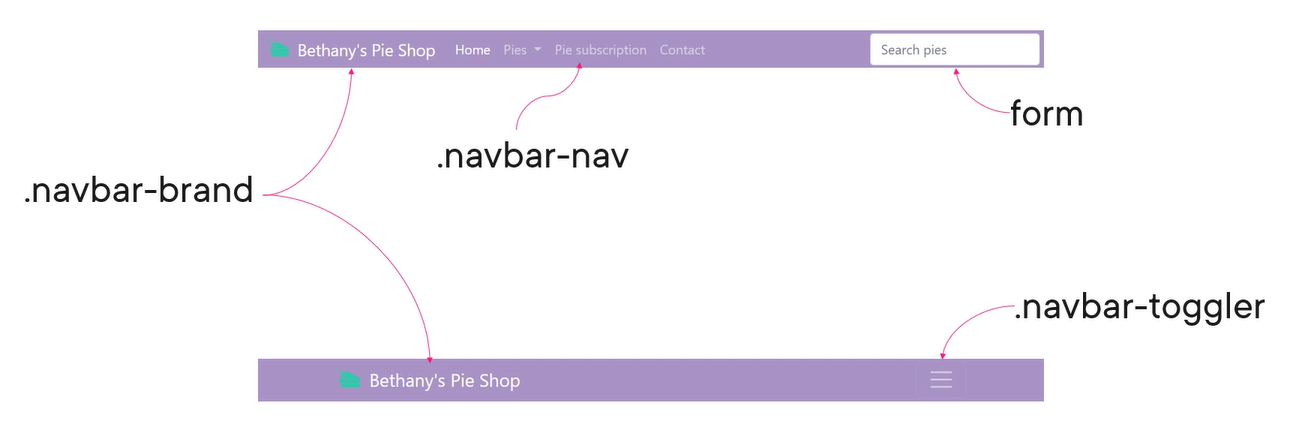 Bethany's Pie Shop Home Pies Pie subscription Contact Search pies
form
.navbar-nav
.navbar-brand
.navbar-toggler
Bethany's Pie Shop